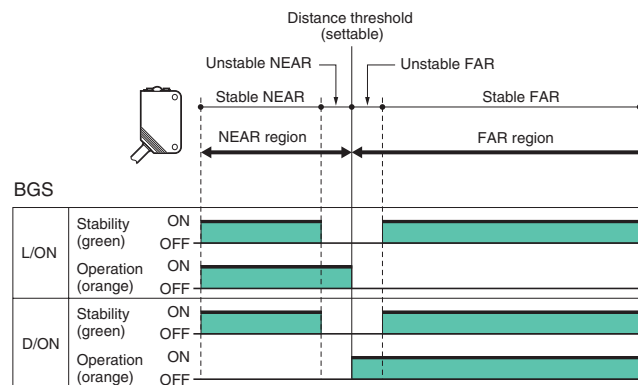 Distance threshold
(settable)
Unstable NEAR
Unstable FAR
Stable NEAR
Stable FAR
NEAR region
FAR region
BGS
L/ON
Stability
(green)
ON
OFF
Operation
(orange)
ON
OFF
D/ON
Stability
(green)
ON
OFF
Operation
(orange)
ON
OFF